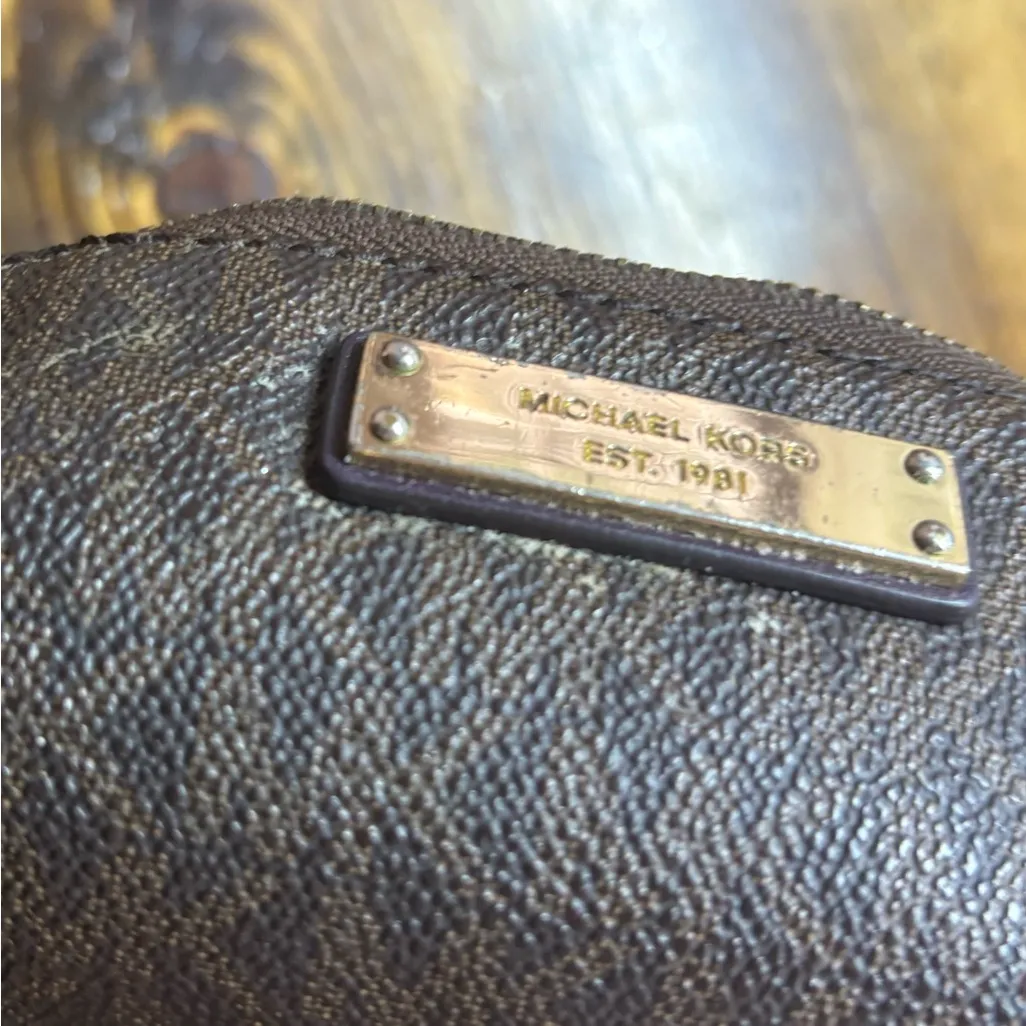 MICHAEL KORS
EST. 1981